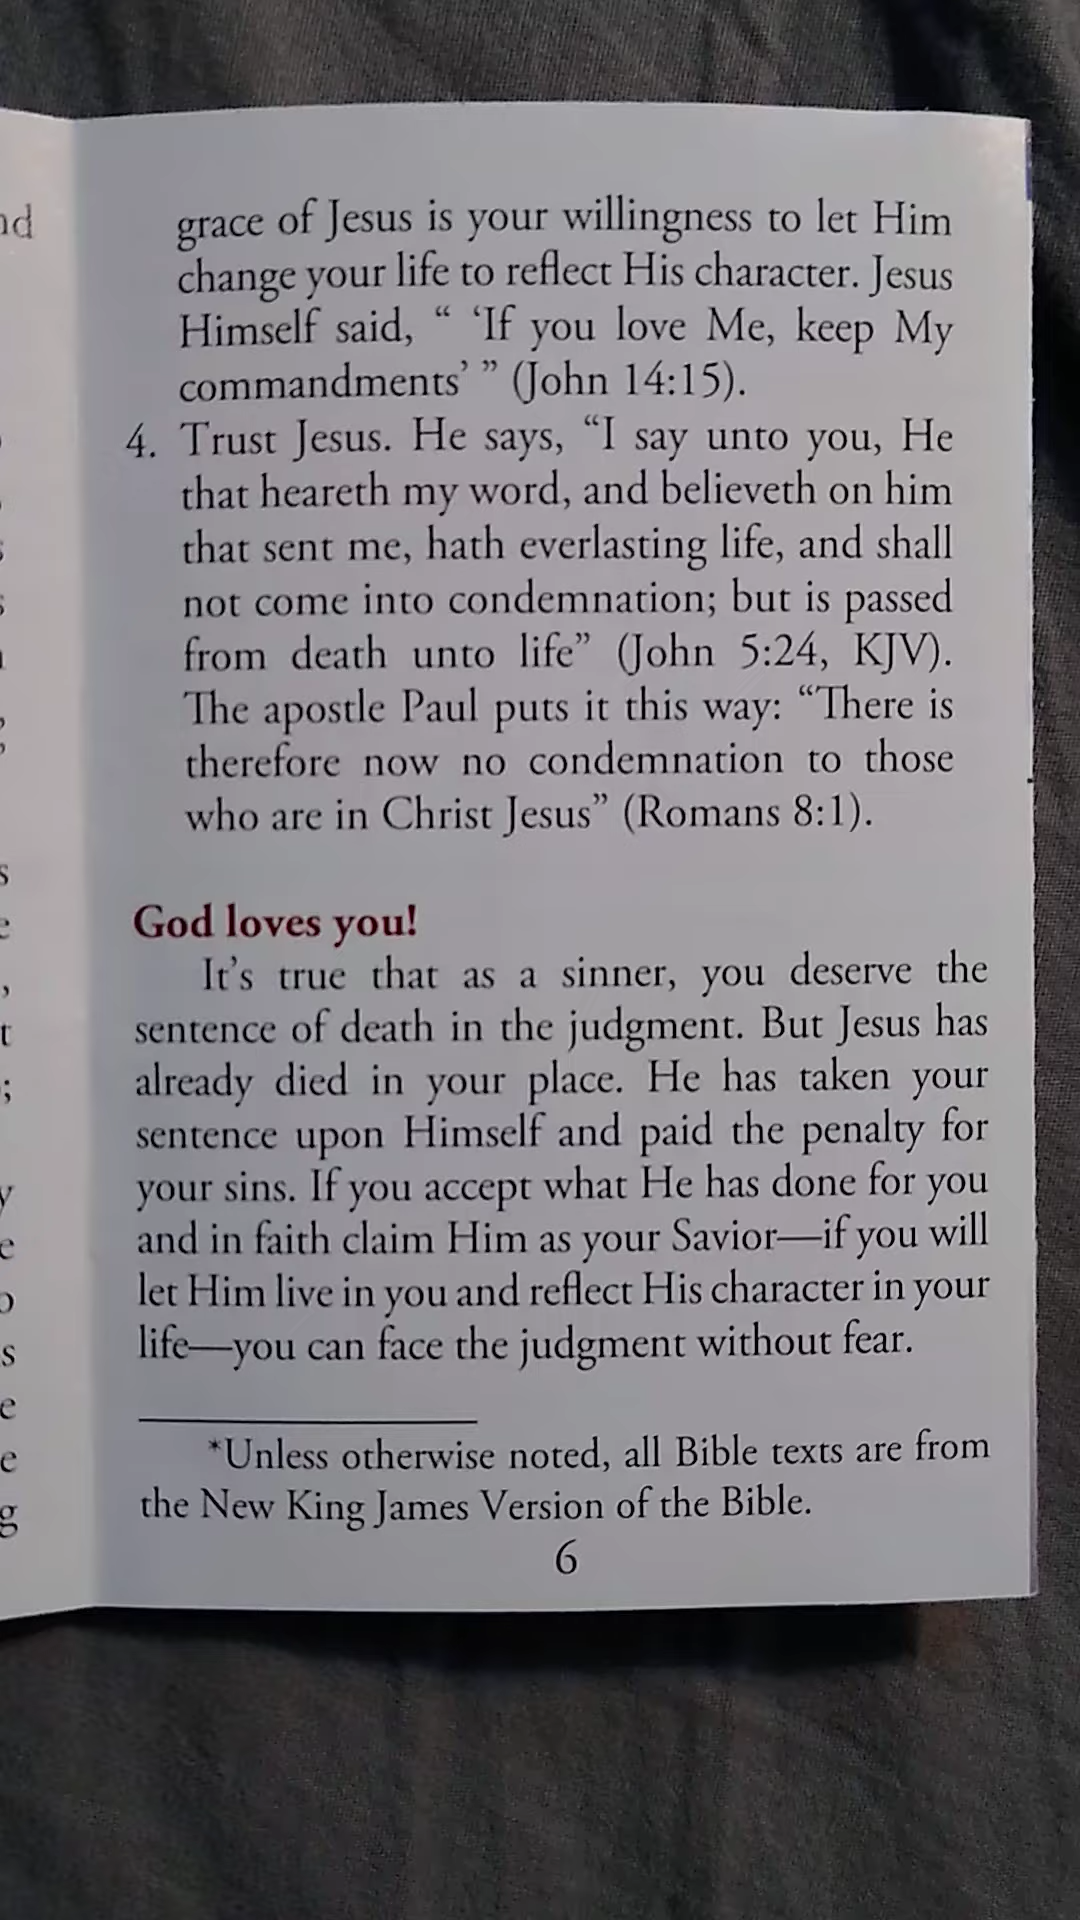 grace of Jesus is your willingness to let Him
change your life to reflect His character. Jesus
Himself said, “ ‘If you love Me, keep My
commandments’ ” (John 14:15).
4. Trust Jesus. He says, “I say unto you, He
that heareth my word, and believeth on him
that sent me, hath everlasting life, and shall
not come into condemnation; but is passed
from death unto life” (John 5:24, KJV).
The apostle Paul puts it this way: “There is
therefore now no condemnation to those
who are in Christ Jesus” (Romans 8:1).
God loves you!
It’s true that as a sinner, you deserve the
sentence of death in the judgment. But Jesus has
already died in your place. He has taken your
sentence upon Himself and paid the penalty for
your sins. If you accept what He has done for you
and in faith claim Him as your Savior—if you will
let Him live in you and reflect His character in your
life—you can face the judgment without fear.
*Unless otherwise noted, all Bible texts are from
the New King James Version of the Bible.
6